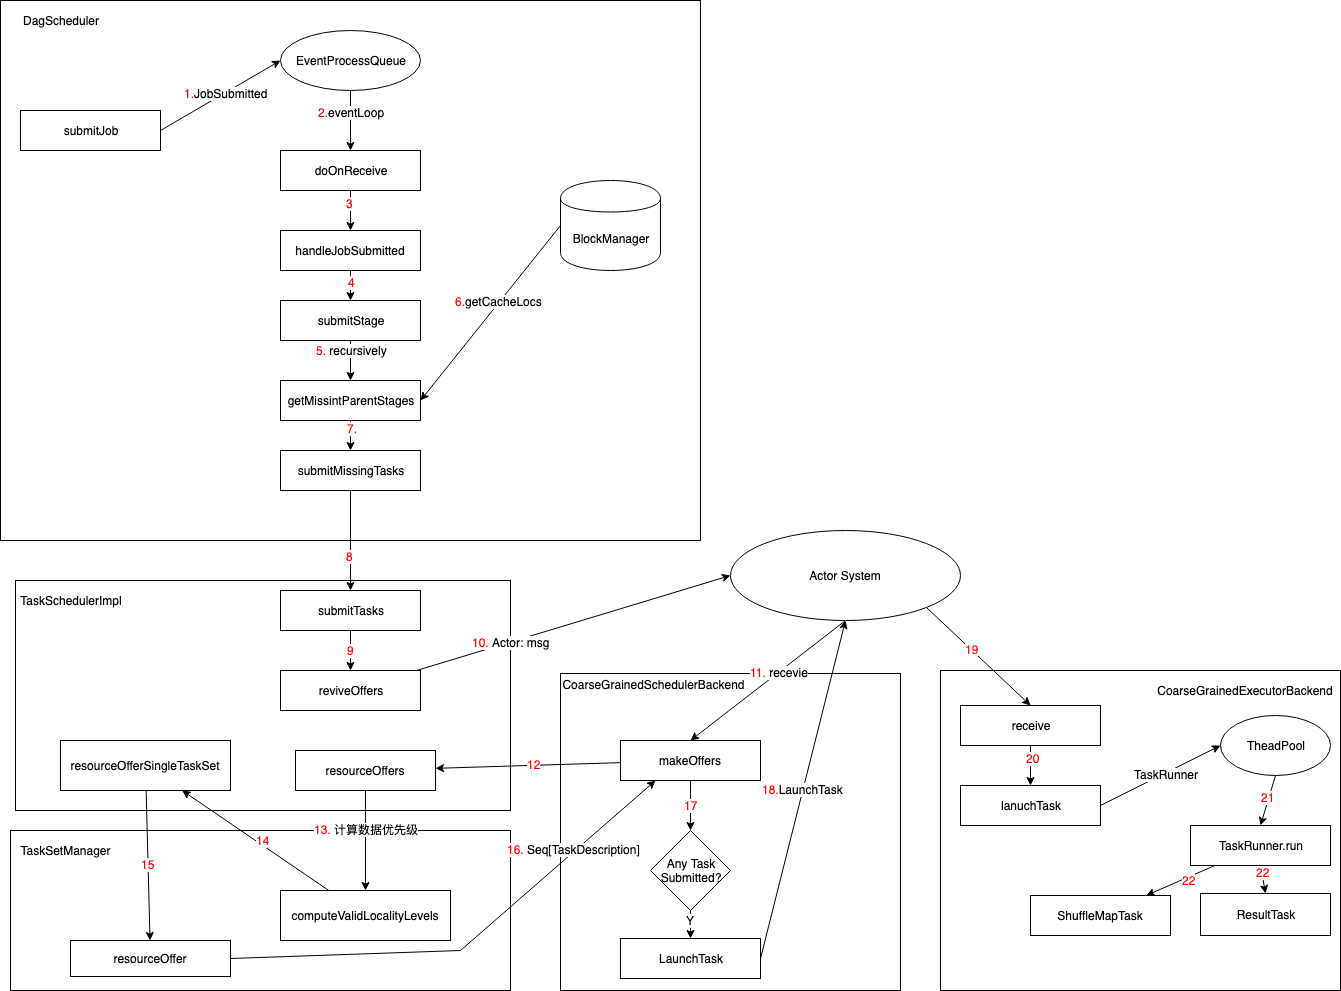 DagScheduler
EventProcessQueue
1.JobSubmitted
2.eventLoop
submitJob
doOnReceive
3
BlockManager
handleJobSubmitted
4
6.getCacheLocs
submitStage
5. recursively
getMissintParentStages
7.
submitMissingTasks
8
Actor System
TaskSchedulerImpl
submitTasks
10. Actor: msg
9
19
11. recevie
reviveOffers
CoarseGrainedSchedulerBackend
CoarseGrainedExecutorBackend
receive
TheadPool
resourceOfferSingleTaskSet
resourceOffers
12
makeOffers
20
TaskRunner
18.LaunchTask
17
lanuchTask
21
13. 计算数据优先级
14
TaskSetManager
16. Seq[TaskDescription]
TaskRunner.run
15
Any Task
Submitted?
22
22
computeValidLocalityLevels
Y
ShuffleMapTask
ResultTask
resourceOffer
LaunchTask